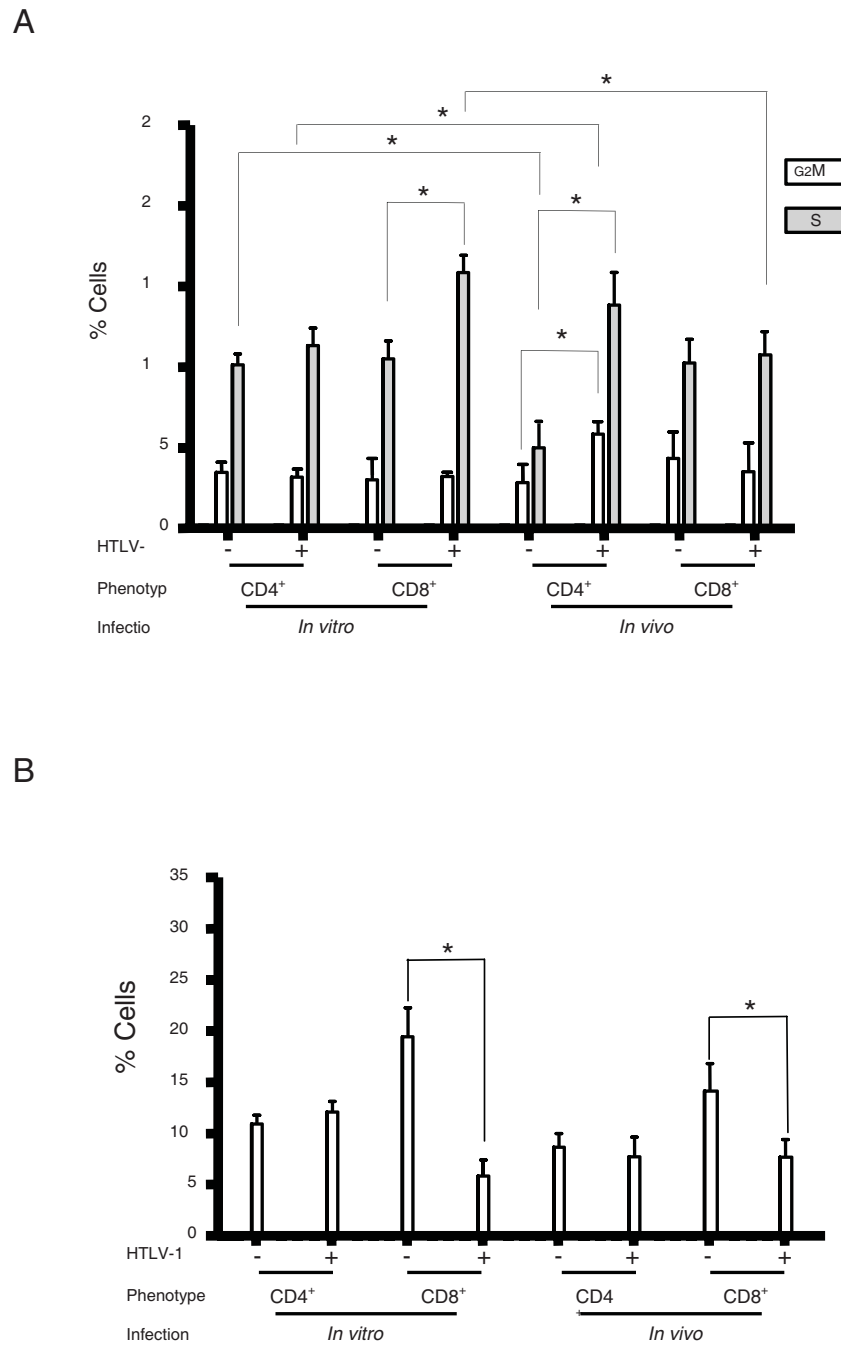 A
*
2
*
*
G2M
2
*
*
S
1
% Cells
*
1
5
0
HTLV- - + - + - + - +
Phenotyp CD4⁺ CD8⁺ CD4⁺ CD8⁺
Infectio In vitro In vivo
B
35
30
*
25
*
20
% Cells
15
10
5
0
HTLV-1 - + - + - + - +
Phenotype CD4⁺ CD8⁺ CD4 CD8⁺
+
Infection In vitro In vivo